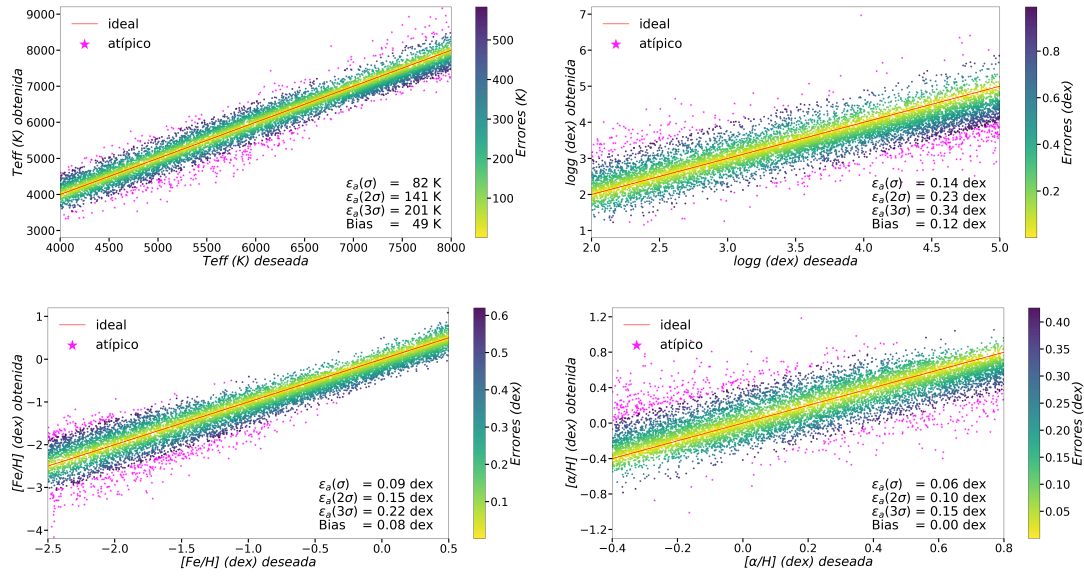 ideal
atípico
9000
8000
7000
6000
5000
4000
3000
Teff (K) obtenida
εa(σ) = 82 K
εa(2σ) = 141 K
εa(3σ) = 201 K
Bias = 49 K
4000 4500 5000 5500 6000 6500 7000 7500 8000
Teff (K) deseada
500
400
300
200
100
Errores (K)
ideal
atípico
7
6
5
4
3
2
1
logg (dex) obtenida
εa(σ) = 0.14 dex
εa(2σ) = 0.23 dex
εa(3σ) = 0.34 dex
Bias = 0.12 dex
2.0 2.5 3.0 3.5 4.0 4.5 5.0
logg (dex) deseada
0.8
0.6
0.4
0.2
Errores (dex)
ideal
atípico
1
0
−1
−2
−3
−4
[Fe/H] (dex) obtenida
εa(σ) = 0.09 dex
εa(2σ) = 0.15 dex
εa(3σ) = 0.22 dex
Bias = 0.08 dex
−2.5 −2.0 −1.5 −1.0 −0.5 0.0 0.5
[Fe/H] (dex) deseada
0.6
0.5
0.4
0.3
0.2
0.1
Errores (dex)
ideal
atípico
1.2
0.8
0.4
0.0
−0.4
−0.8
−1.2
[α/H] (dex) obtenida
εa(σ) = 0.06 dex
εa(2σ) = 0.10 dex
εa(3σ) = 0.15 dex
Bias = 0.00 dex
−0.4 −0.2 0.0 0.2 0.4 0.6 0.8
[α/H] (dex) deseada
0.40
0.35
0.30
0.25
0.20
0.15
0.10
0.05
Errores (dex)